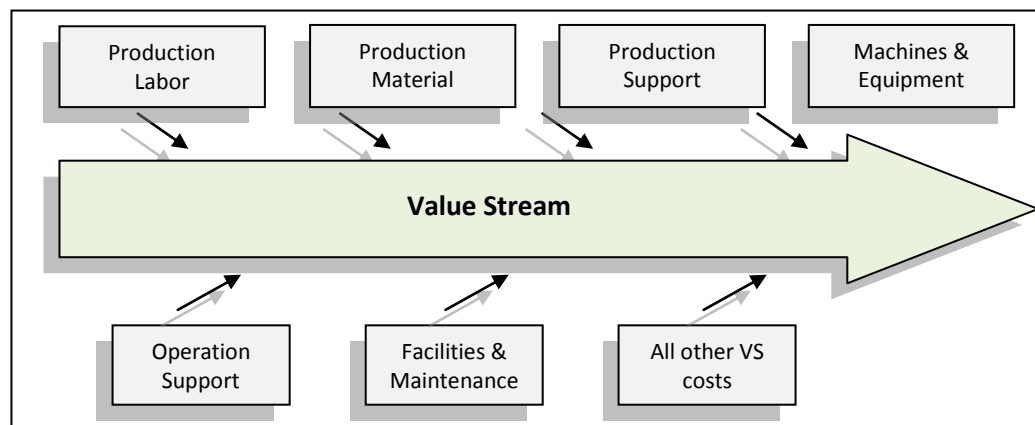 Production
Labor
Production
Material
Production
Support
Machines &
Equipment
Value Stream
Operation
Support
Facilities &
Maintenance
All other VS
costs